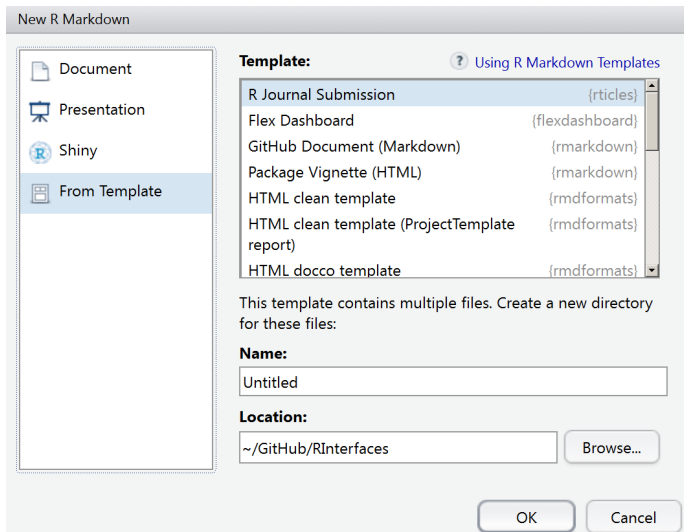 New R Markdown
Document
Presentation
Shiny
From Template
Template:
? Using R Markdown Templates
R Journal Submission {rticles}
Flex Dashboard {flexdashboard}
GitHub Document (Markdown) {rmarkdown}
Package Vignette (HTML) {rmarkdown}
HTML clean template {rmdformats}
HTML clean template (ProjectTemplate {rmdformats}
report)
HTML docco template {rmdformats}
This template contains multiple files. Create a new directory
for these files:
Name:
Untitled
Location:
~/GitHub/RInterfaces
Browse...
OK
Cancel